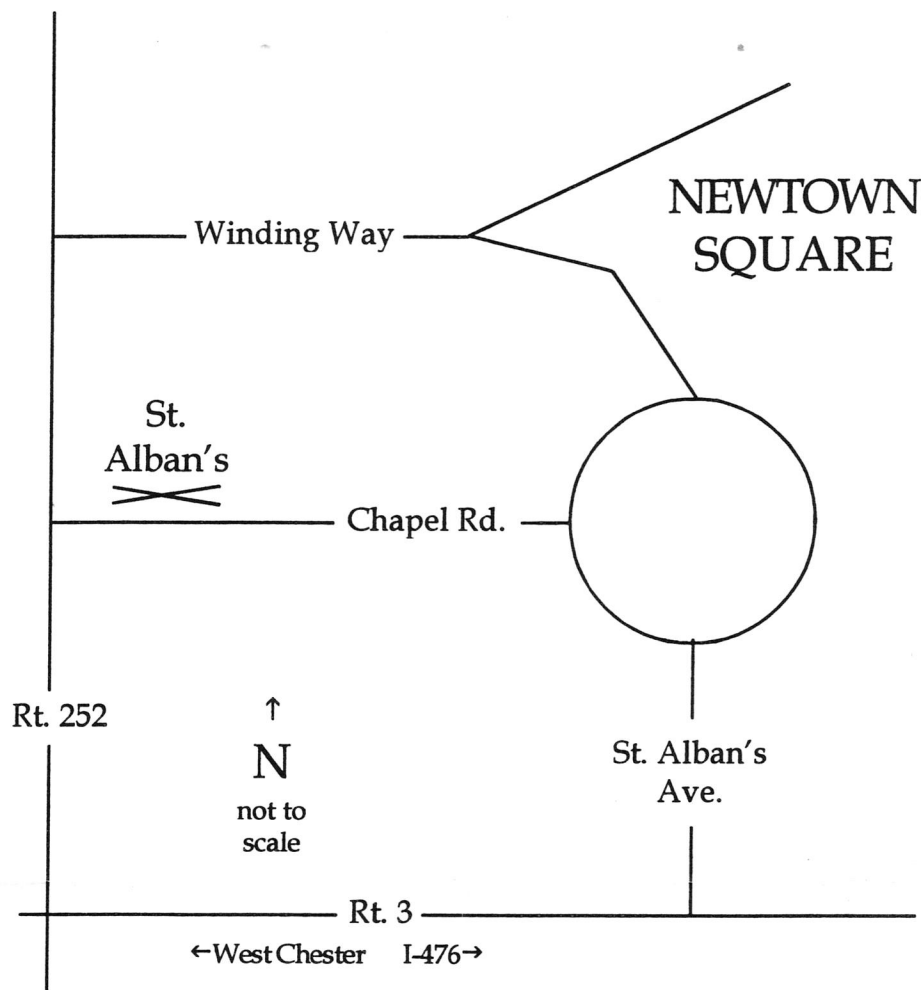 NEWTOWN
SQUARE
Winding Way
St.
Alban's
Chapel Rd.
Rt. 252
↑
N
not to
scale
St. Alban's
Ave.
Rt. 3
←West Chester I-476→